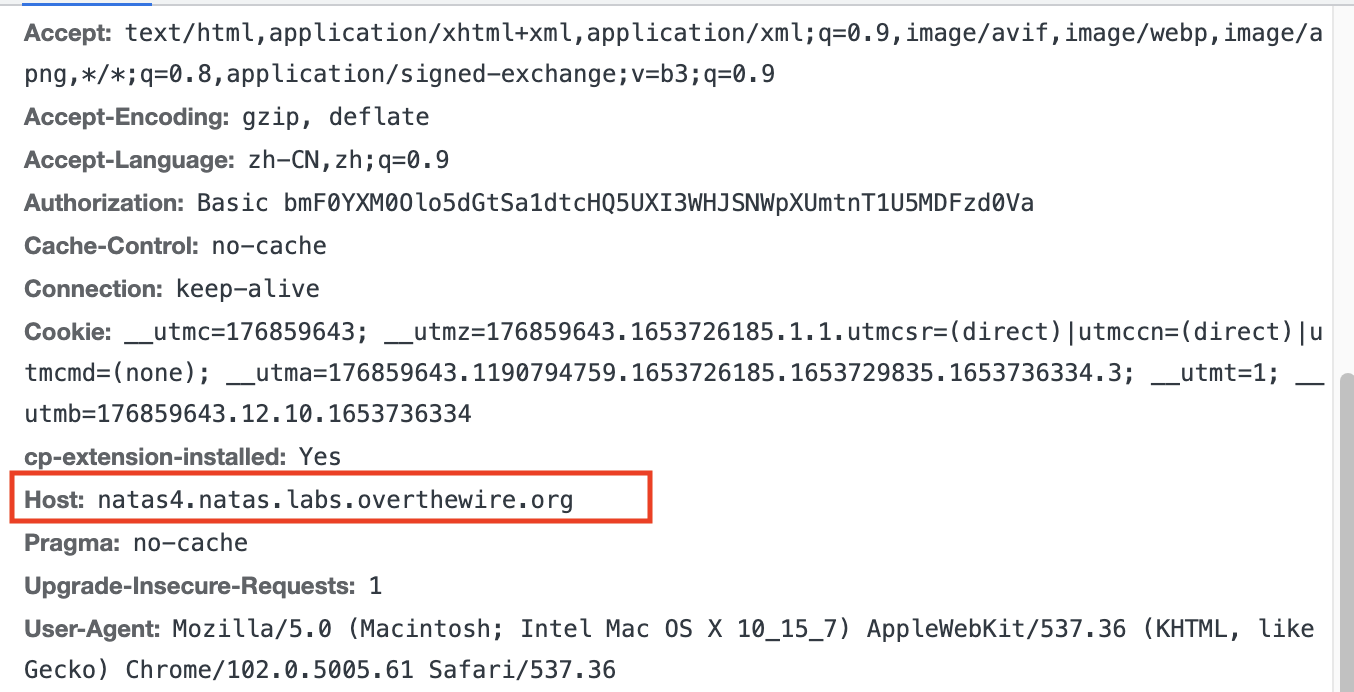 Accept: text/html,application/xhtml+xml,application/xml;q=0.9,image/avif,image/webp,image/a
png,*/*;q=0.8,application/signed-exchange;v=b3;q=0.9
Accept-Encoding: gzip, deflate
Accept-Language: zh-CN,zh;q=0.9
Authorization: Basic bmF0YXM0Olo5dGtSa1dtcHQ5UXI3WHJSNWpXUmtnT1U5MDFzd0Va
Cache-Control: no-cache
Connection: keep-alive
Cookie: __utmc=176859643; __utmz=176859643.1653726185.1.1.utmcsr=(direct)|utmccn=(direct)|u
tmcmd=(none); __utma=176859643.1190794759.1653726185.1653729835.1653736334.3; __utmt=1; __
utmb=176859643.12.10.1653736334
cp-extension-installed: Yes
Host: natas4.natas.labs.overthewire.org
Pragma: no-cache
Upgrade-Insecure-Requests: 1
User-Agent: Mozilla/5.0 (Macintosh; Intel Mac OS X 10_15_7) AppleWebKit/537.36 (KHTML, like
Gecko) Chrome/102.0.5005.61 Safari/537.36